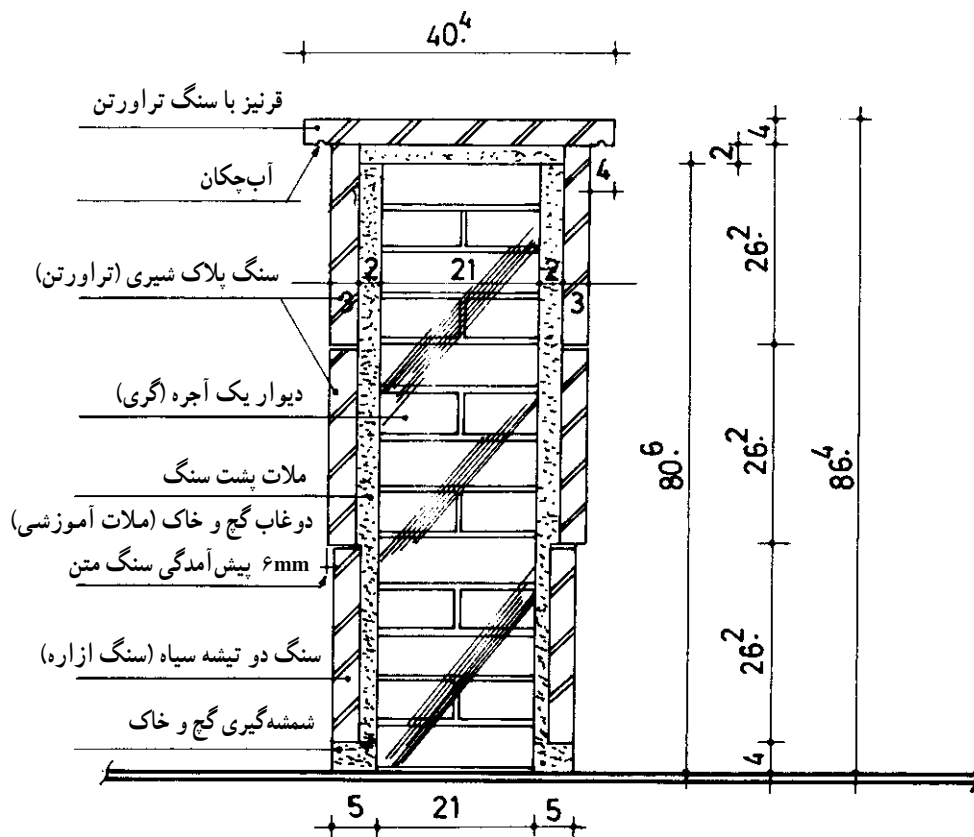 40.4
قرنیز با سنگ تراورتن
آب‌چکان
سنگ پلاک شیری (تراورتن)
دیوار یک آجره (گری)
ملات پشت سنگ
دوغاب گچ و خاک (ملات آموزشی)
۶mm پیش‌آمدگی سنگ متن
سنگ دو تیشه سیاه (سنگ ازاره)
شمشه‌گیری گچ و خاک
3
2
21
2
3
4
2
4
26.2
26.2
26.2
4
80.6
86.4
5
21
5